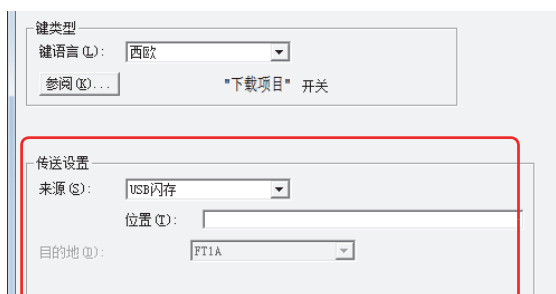 键类型
键语言(L): 西欧
参阅(K)... "下载项目" 开关
传送设置
来源(S): USB闪存
位置(T):
目的地(D): FT1A